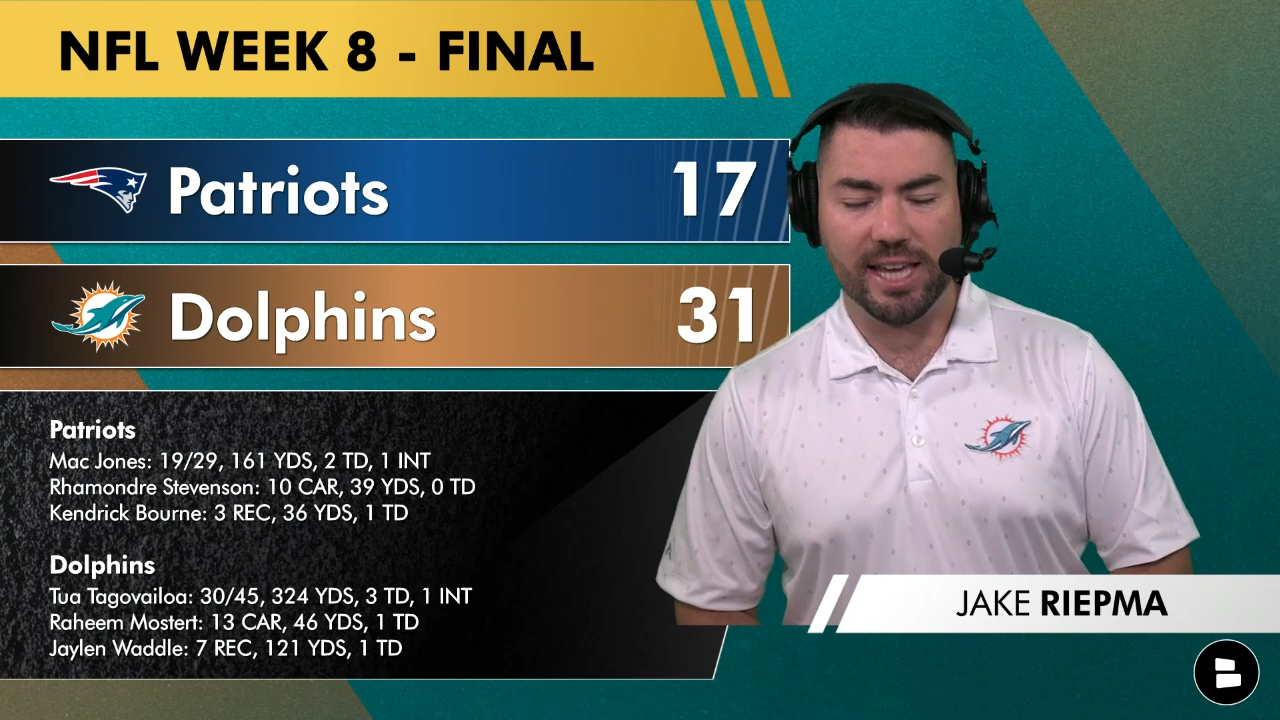 NFL WEEK 8 - FINAL
Patriots 17
Dolphins 31
Patriots
Mac Jones: 19/29, 161 YDS, 2 TD, 1 INT
Rhamondre Stevenson: 10 CAR, 39 YDS, 0 TD
Kendrick Bourne: 3 REC, 36 YDS, 1 TD
Dolphins
Tua Tagovailoa: 30/45, 324 YDS, 3 TD, 1 INT
Raheem Mostert: 13 CAR, 46 YDS, 1 TD
Jaylen Waddle: 7 REC, 121 YDS, 1 TD
JAKE RIEPMA